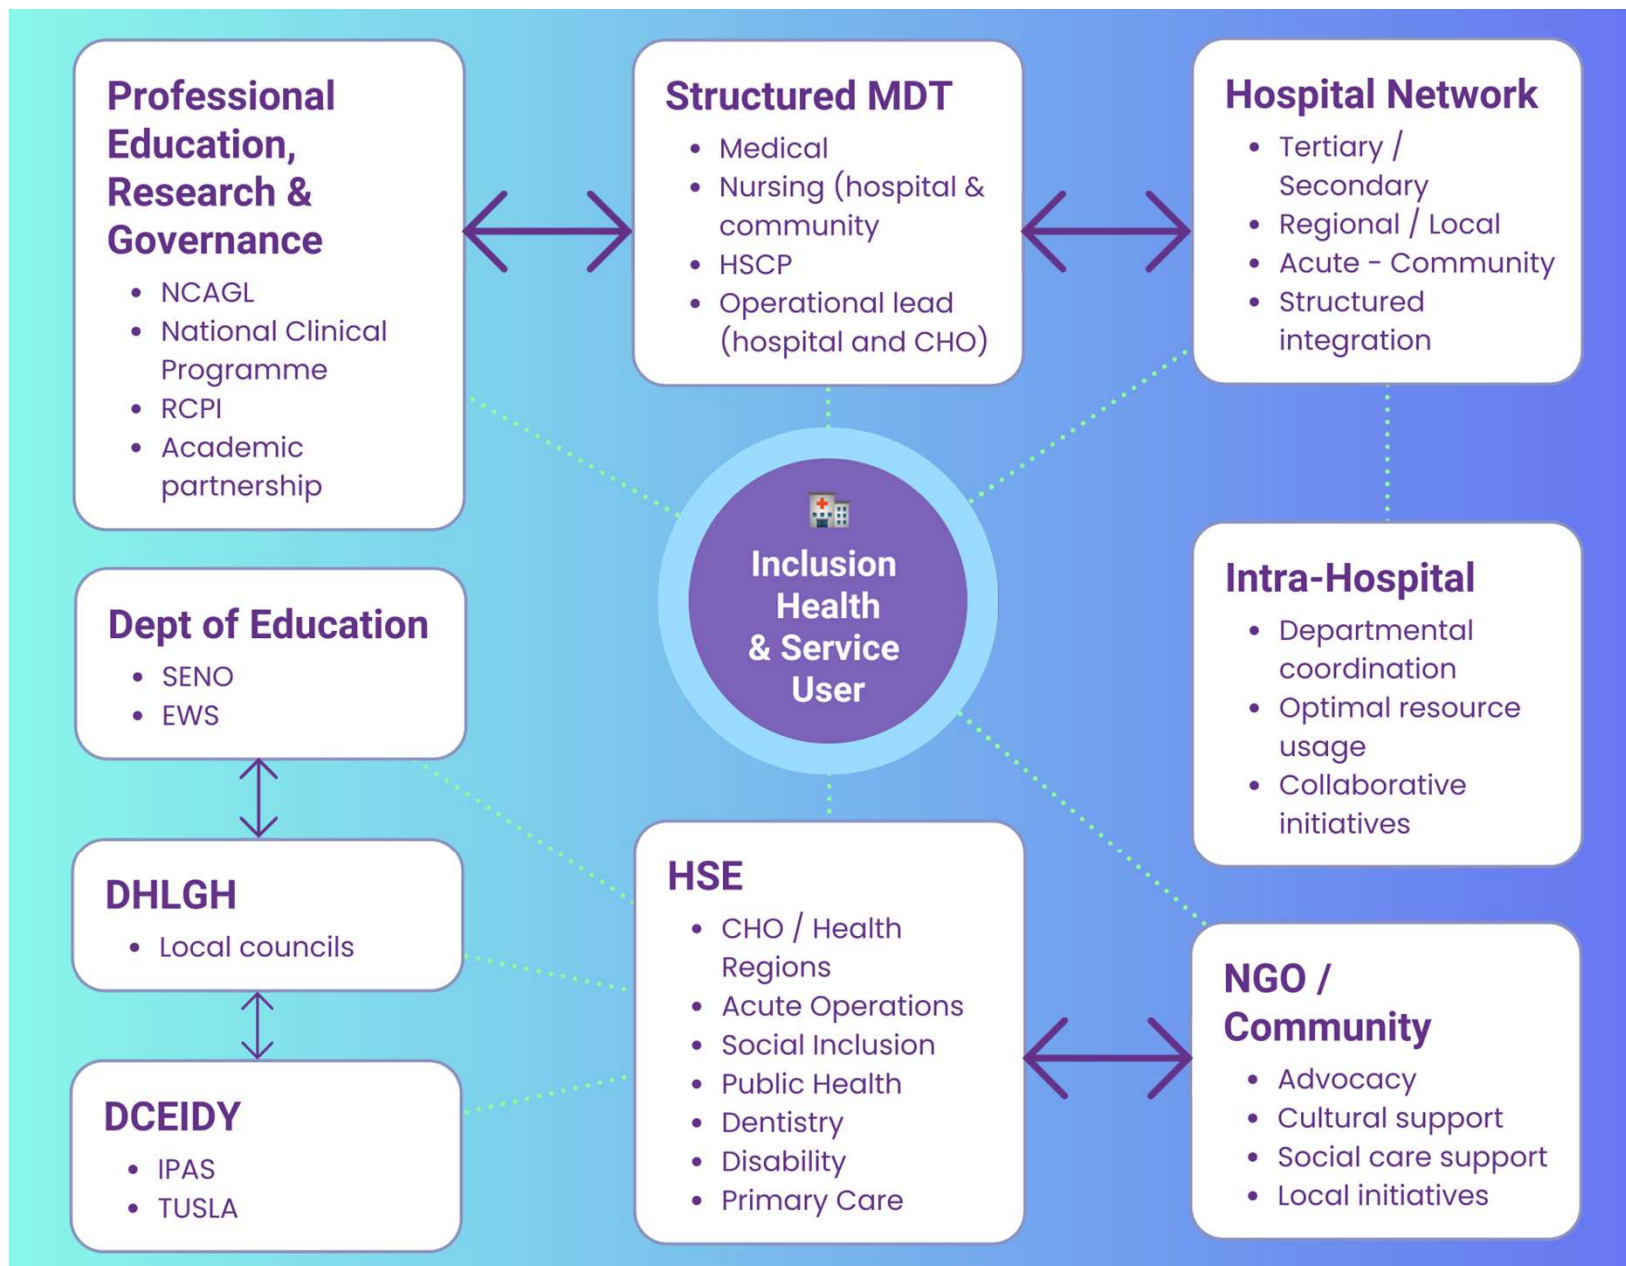 Professional
Education,
Research &
Governance
• NCAGL
• National Clinical
Programme
• RCPI
• Academic
partnership
Structured MDT
• Medical
• Nursing (hospital &
community
• HSCP
• Operational lead
(hospital and CHO)
Hospital Network
• Tertiary /
Secondary
• Regional / Local
• Acute - Community
• Structured
integration
Inclusion
Health
& Service
User
Dept of Education
• SENO
• EWS
Intra-Hospital
• Departmental
coordination
• Optimal resource
usage
• Collaborative
initiatives
DHLGH
• Local councils
DCEIDY
• IPAS
• TUSLA
HSE
• CHO / Health
Regions
• Acute Operations
• Social Inclusion
• Public Health
• Dentistry
• Disability
• Primary Care
NGO /
Community
• Advocacy
• Cultural support
• Social care support
• Local initiatives